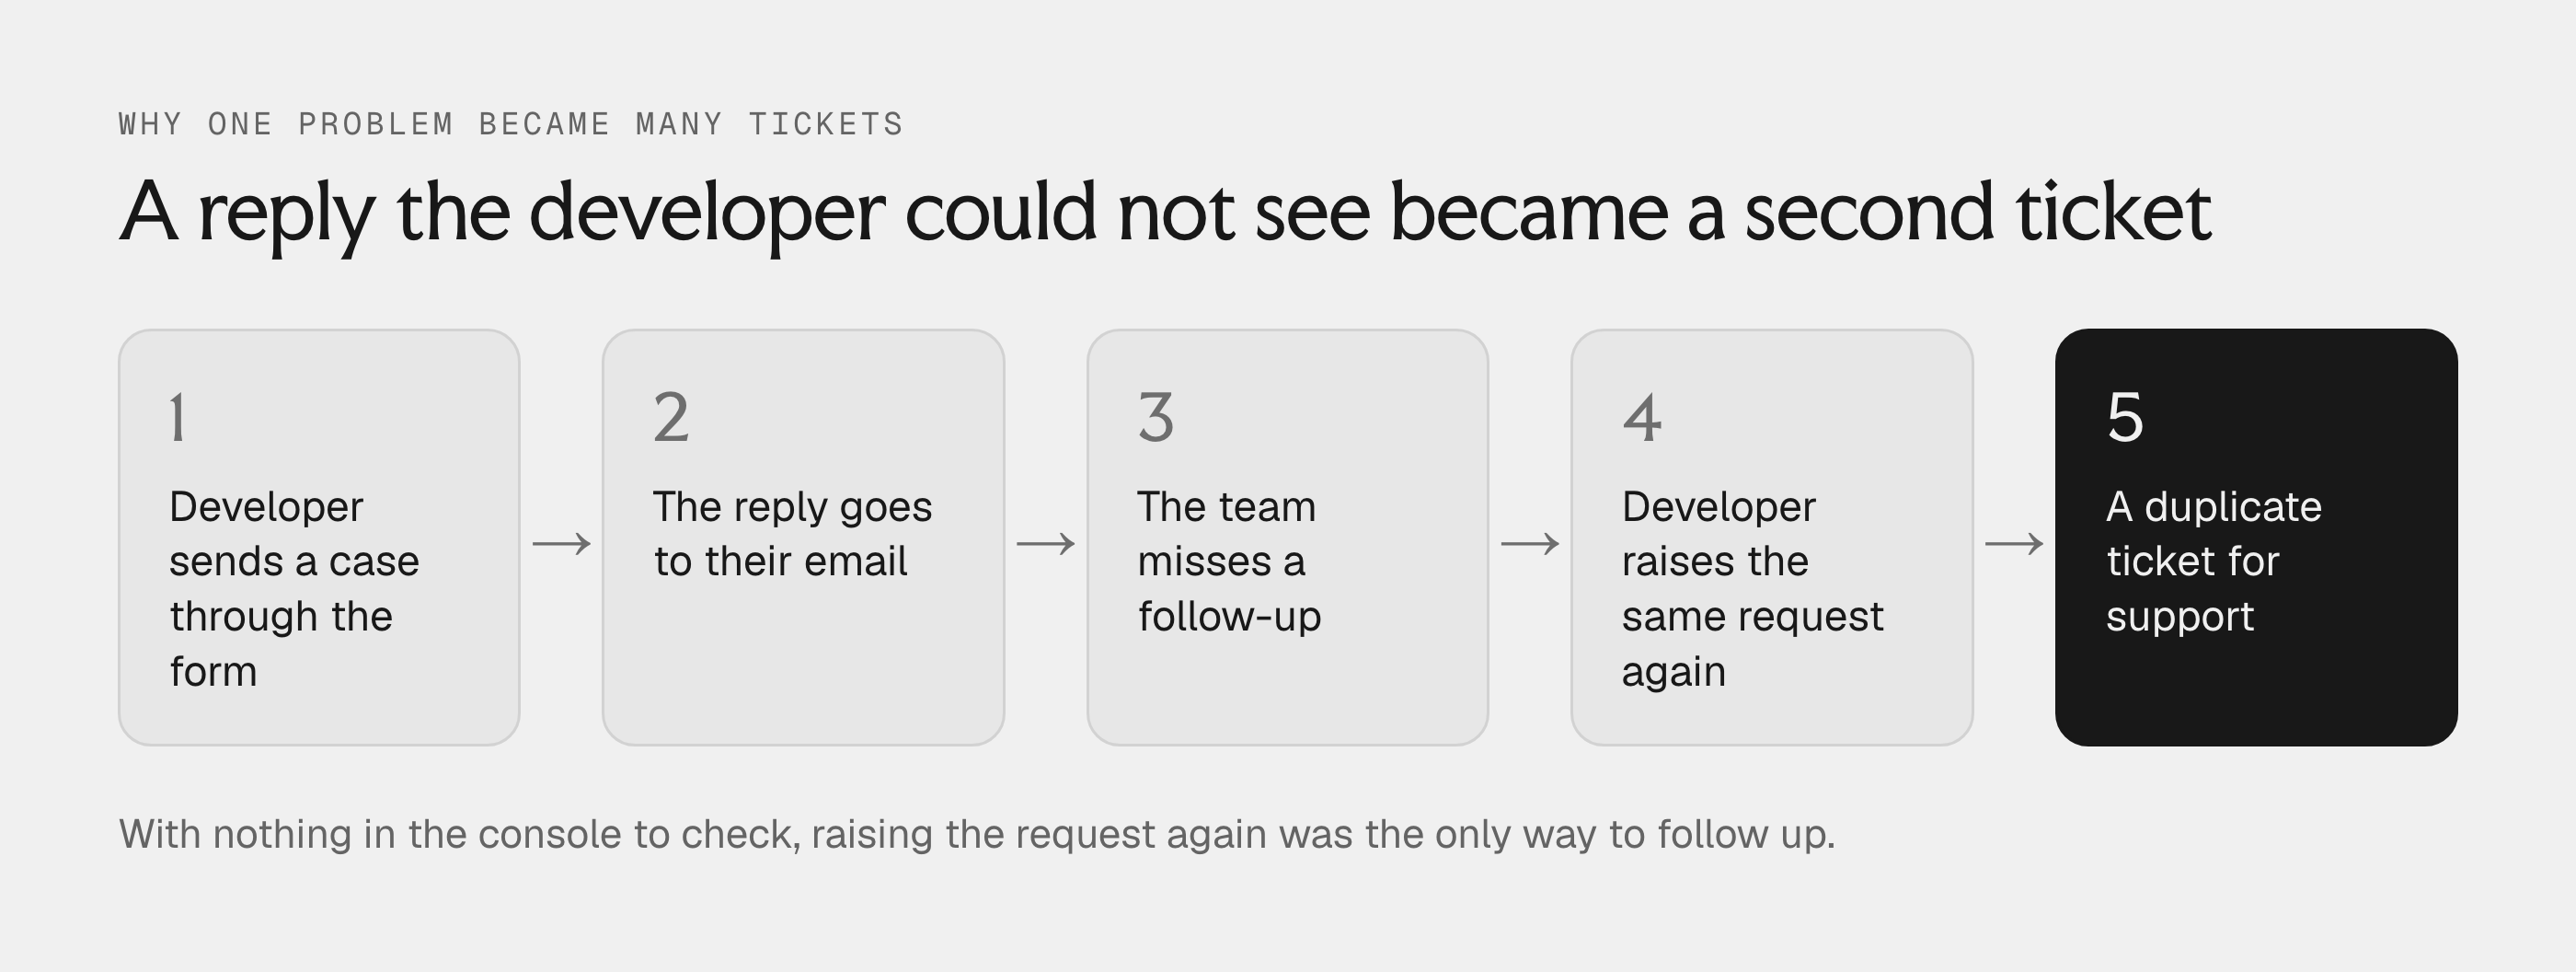 WHY ONE PROBLEM BECAME MANY TICKETS
A reply the developer could not see became a second ticket
1
Developer
sends a case
through the
form
→
2
The reply goes
to their email
→
3
The team
misses a
follow-up
→
4
Developer
raises the
same request
again
→
5
A duplicate
ticket for
support
With nothing in the console to check, raising the request again was the only way to follow up.